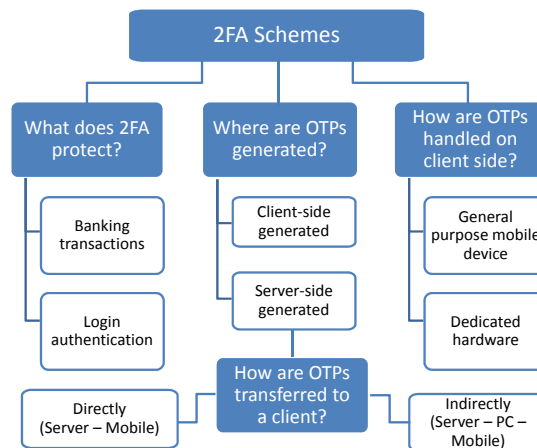 2FA Schemes
What does 2FA
protect?
Where are OTPs
generated?
How are OTPs
handled on
client side?
Banking
transactions
Client-side
generated
General
purpose mobile
device
Login
authentication
Server-side
generated
Dedicated
hardware
How are OTPs
transferred to
a client?
Directly
(Server – Mobile)
Indirectly
(Server – PC –
Mobile)